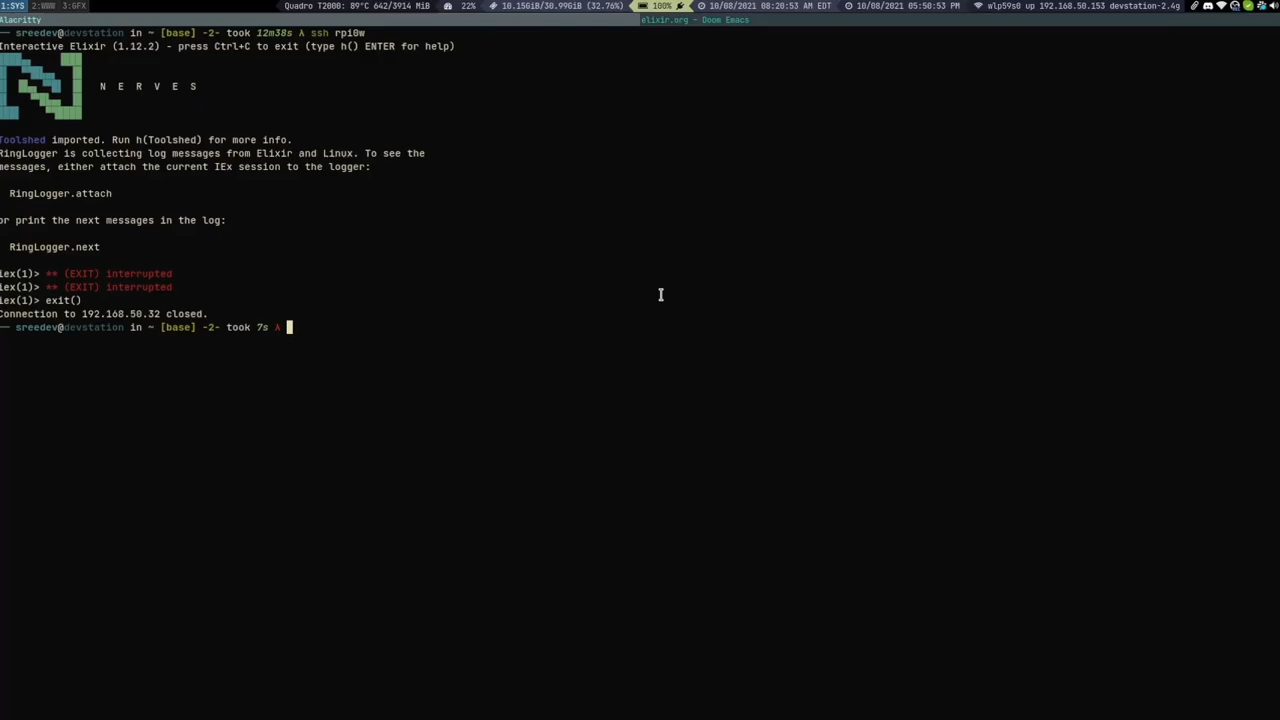 1:SYS 2:WWW 3:GFX Quadro T2000: 89°C 642/3914 MiB 22% 10.15GiB/30.99GiB (32.76%) 100% 10/08/2021 08:20:53 AM EDT 10/08/2021 05:50:53 PM wlp59s0 up 192.168.50.153 devstation-2.4g
Alacritty elixir.org - Doom Emacs
— sreedev@devstation in ~ [base] -2- took 12m38s λ ssh rpi0w
Interactive Elixir (1.12.2) - press Ctrl+C to exit (type h() ENTER for help)
N E R V E S
Toolshed imported. Run h(Toolshed) for more info.
RingLogger is collecting log messages from Elixir and Linux. To see the
messages, either attach the current IEx session to the logger:
RingLogger.attach
or print the next messages in the log:
RingLogger.next
iex(1)> ** (EXIT) interrupted
iex(1)> ** (EXIT) interrupted
iex(1)> exit()
Connection to 192.168.50.32 closed.
— sreedev@devstation in ~ [base] -2- took 7s λ